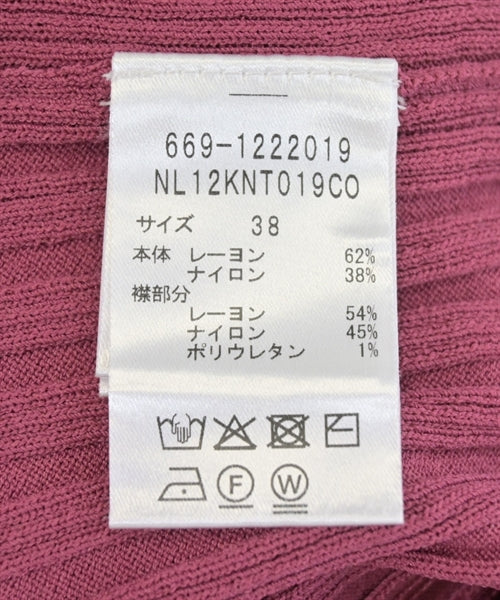 669-1222019
NL12KNT019CO
サイズ 38
本体 レーヨン 62%
ナイロン 38%
襟部分
レーヨン 54%
ナイロン 45%
ポリウレタン 1%
F W